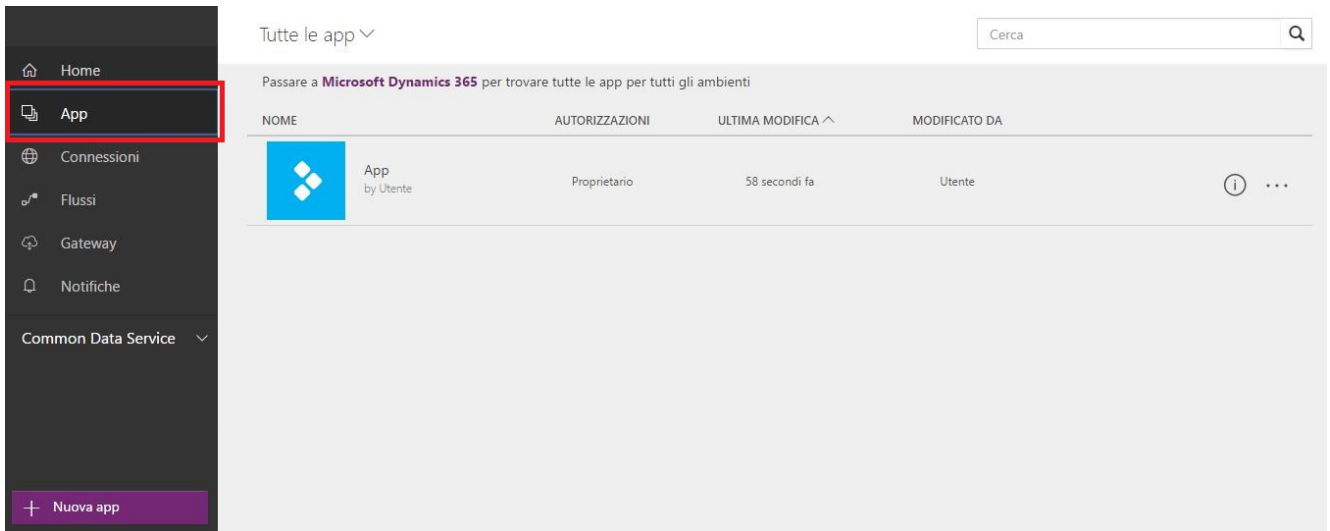 Home
App
Connessioni
Flussi
Gateway
Notifiche
Common Data Service
Nuova app
Tutte le app
Cerca
Passare a Microsoft Dynamics 365 per trovare tutte le app per tutti gli ambienti
NOME AUTORIZZAZIONI ULTIMA MODIFICA MODIFICATO DA
App
by Utente
Proprietario 58 secondi fa Utente